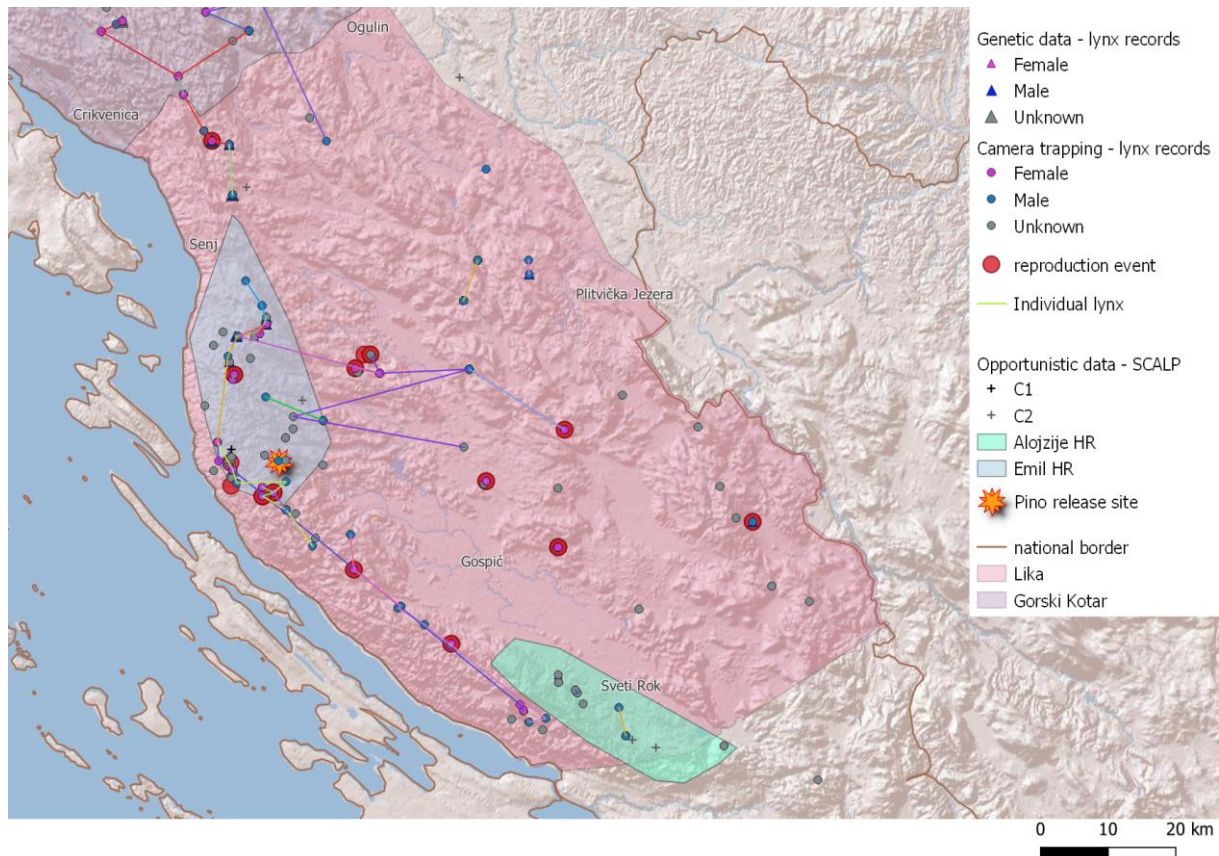 Ogulin
Crikvenica
Senj
Plitvička Jezera
Gospić
Sveti Rok
Genetic data - lynx records
Female
Male
Unknown
Camera trapping - lynx records
Female
Male
Unknown
reproduction event
Individual lynx
Opportunistic data - SCALP
C1
C2
Alojzije HR
Emil HR
Pino release site
national border
Lika
Gorski Kotar
0 10 20 km